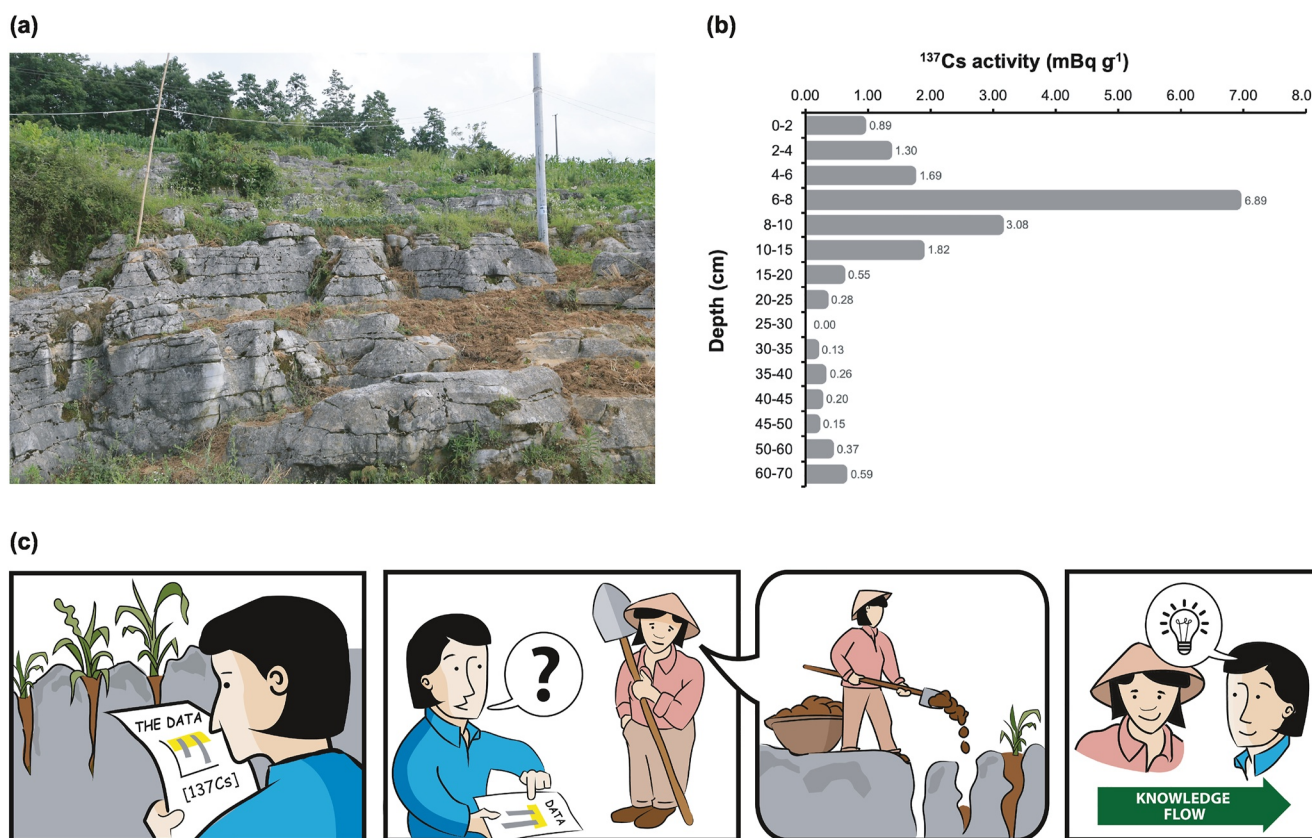 (a)
(b)
¹³⁷Cs activity (mBq g⁻¹)
0.00 1.00 2.00 3.00 4.00 5.00 6.00 7.00 8.0
Depth (cm)
0-2 0.89
2-4 1.30
4-6 1.69
6-8 6.89
8-10 3.08
10-15 1.82
15-20 0.55
20-25 0.28
25-30 0.00
30-35 0.13
35-40 0.26
40-45 0.20
45-50 0.15
50-60 0.37
60-70 0.59
(c)
THE DATA
[137Cs]
?
DATA
KNOWLEDGE
FLOW